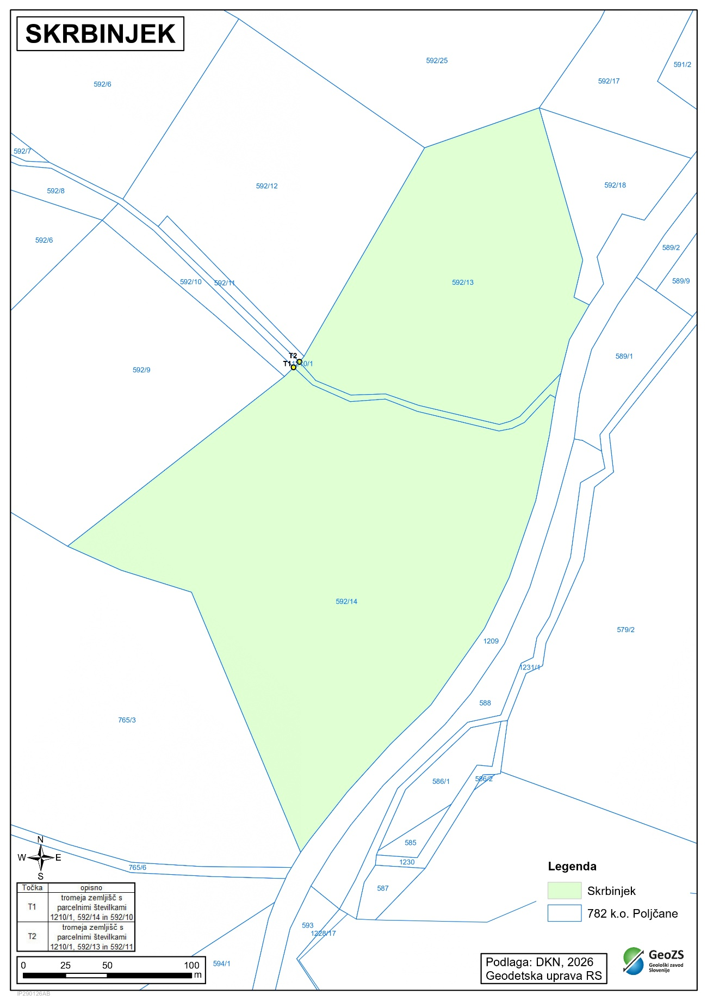 SKRBINJEK
592/25
591/2
592/17
592/6
592/7
592/12
592/18
592/8
592/6
589/2
592/10
592/11
592/13
589/9
T2
T1
1210/1
589/1
592/9
592/14
579/2
1209
1231/1
588
765/3
586/1
586/2
585
1230
587
765/6
593
1228/17
594/1
N
W E
S
Točka opisno
T1
tromeja zemljišč s
parcelnimi številkami
1210/1, 592/14 in 592/10
T2
tromeja zemljišč s
parcelnimi številkami
1210/1, 592/13 in 592/11
0 25 50 100
m
Legenda
Skrbinjek
782 k.o. Poljčane
Podlaga: DKN, 2026
Geodetska uprava RS
GeoZS
Geološki zavod
Slovenije
IP290126AB